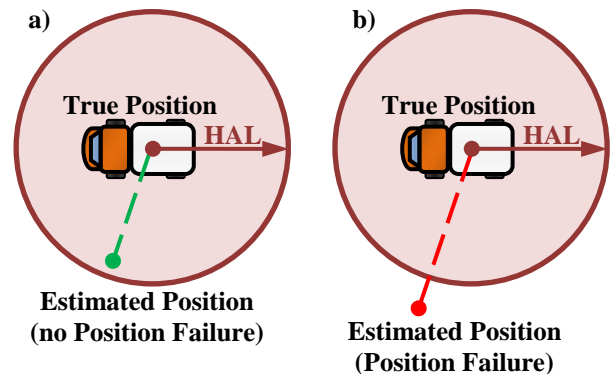 a)
True Position
HAL
Estimated Position
(no Position Failure)
b)
True Position
HAL
Estimated Position
(Position Failure)